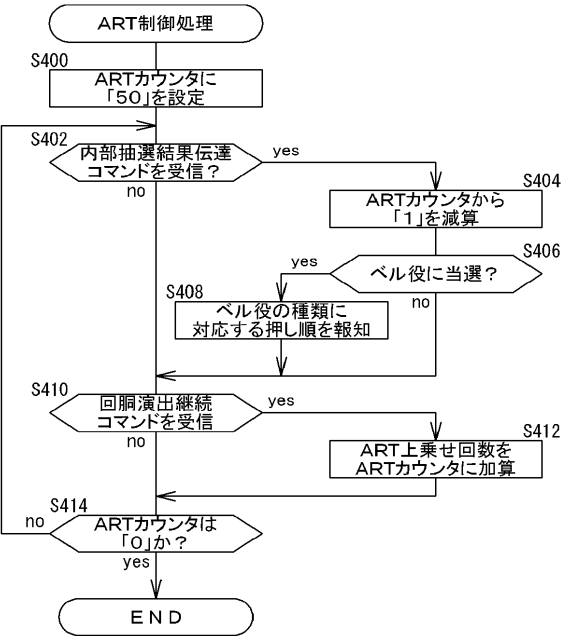 ART制御処理
S400
ARTカウンタに
「50」を設定
S402
内部抽選結果伝達
コマンドを受信？
yes
no
S404
ARTカウンタから
「1」を減算
S406
ベル役に当選？
yes
no
S408
ベル役の種類に
対応する押し順を報知
S410
回胴演出継続
コマンドを受信
yes
no
S412
ART上乗せ回数を
ARTカウンタに加算
S414
ARTカウンタは
「0」か？
no
yes
END